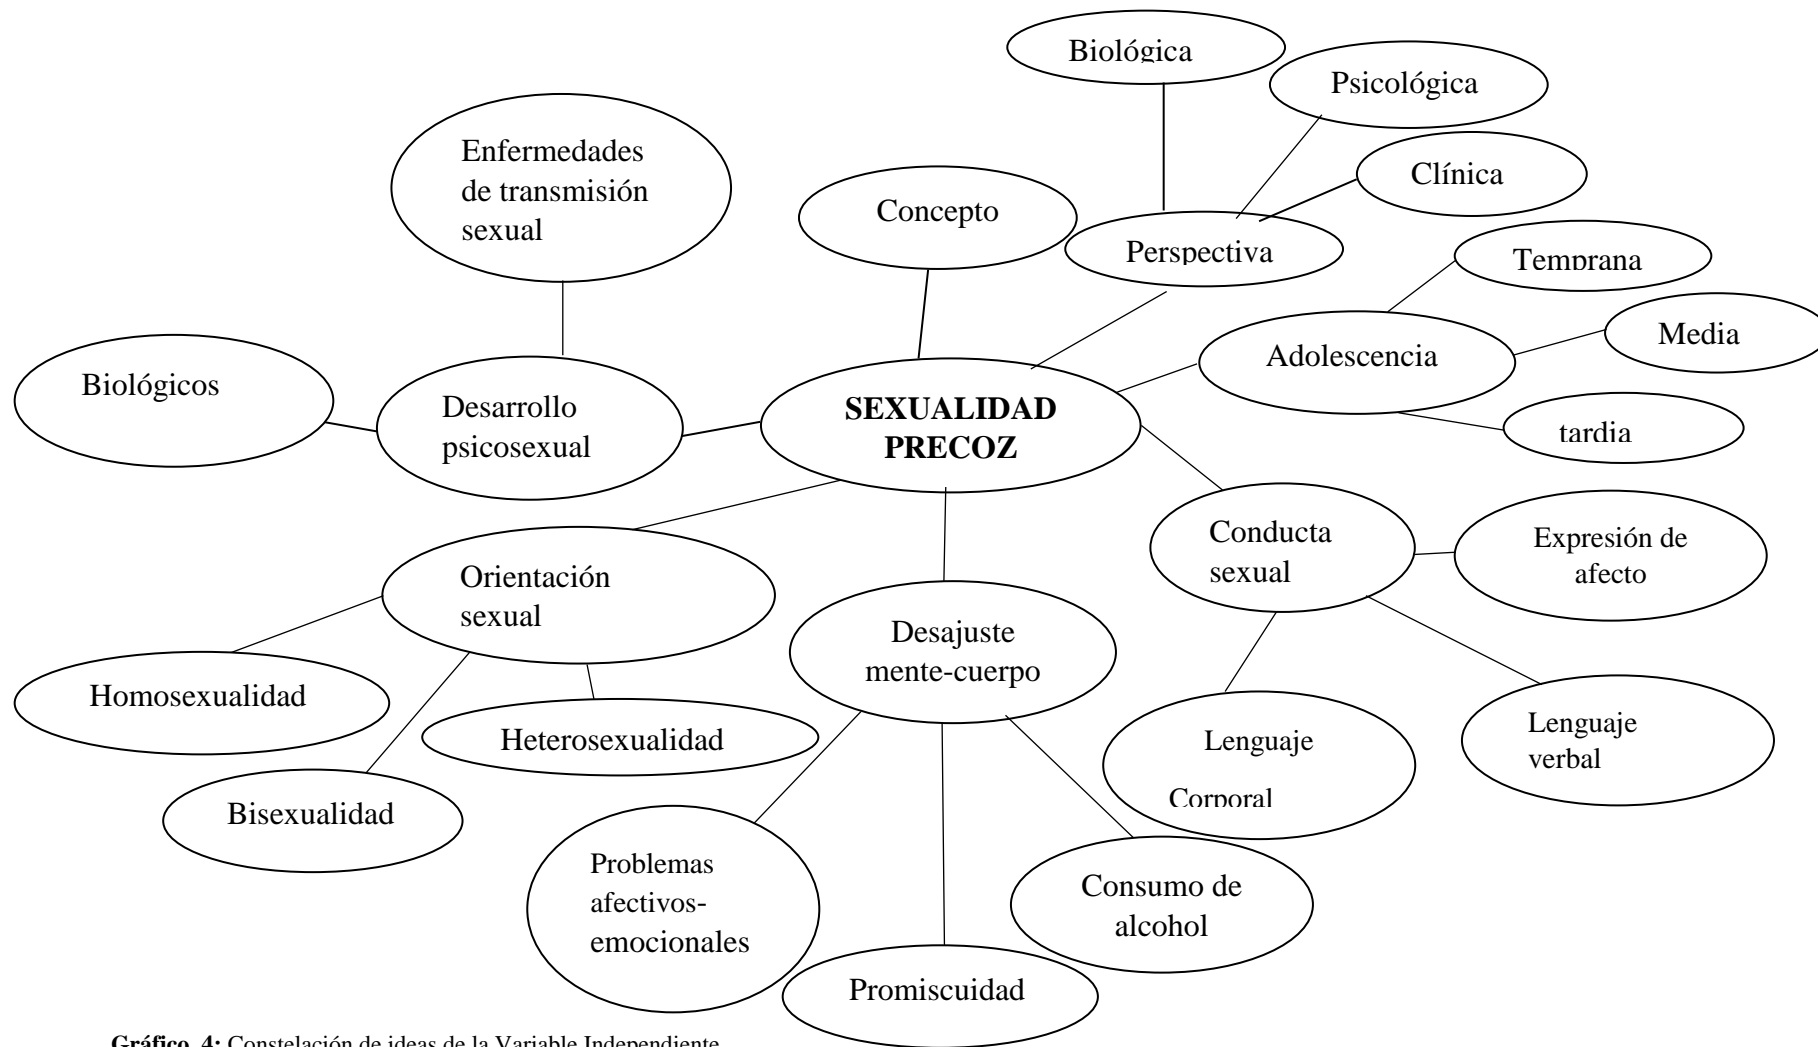 Biológica
Psicológica
Clínica
Perspectiva
Concepto
Enfermedades
de transmisión
sexual
Temprana
Media
Adolescencia
tardia
Biológicos
Desarrollo
psicosexual
SEXUALIDAD
PRECOZ
Conducta
sexual
Expresión de
afecto
Orientación
sexual
Desajuste
mente-cuerpo
Homosexualidad
Heterosexualidad
Bisexualidad
Lenguaje
Corporal
Lenguaje
verbal
Problemas
afectivos-
emocionales
Consumo de
alcohol
Promiscuidad
Gráfico 4: Constelación de ideas de la Variable Independiente